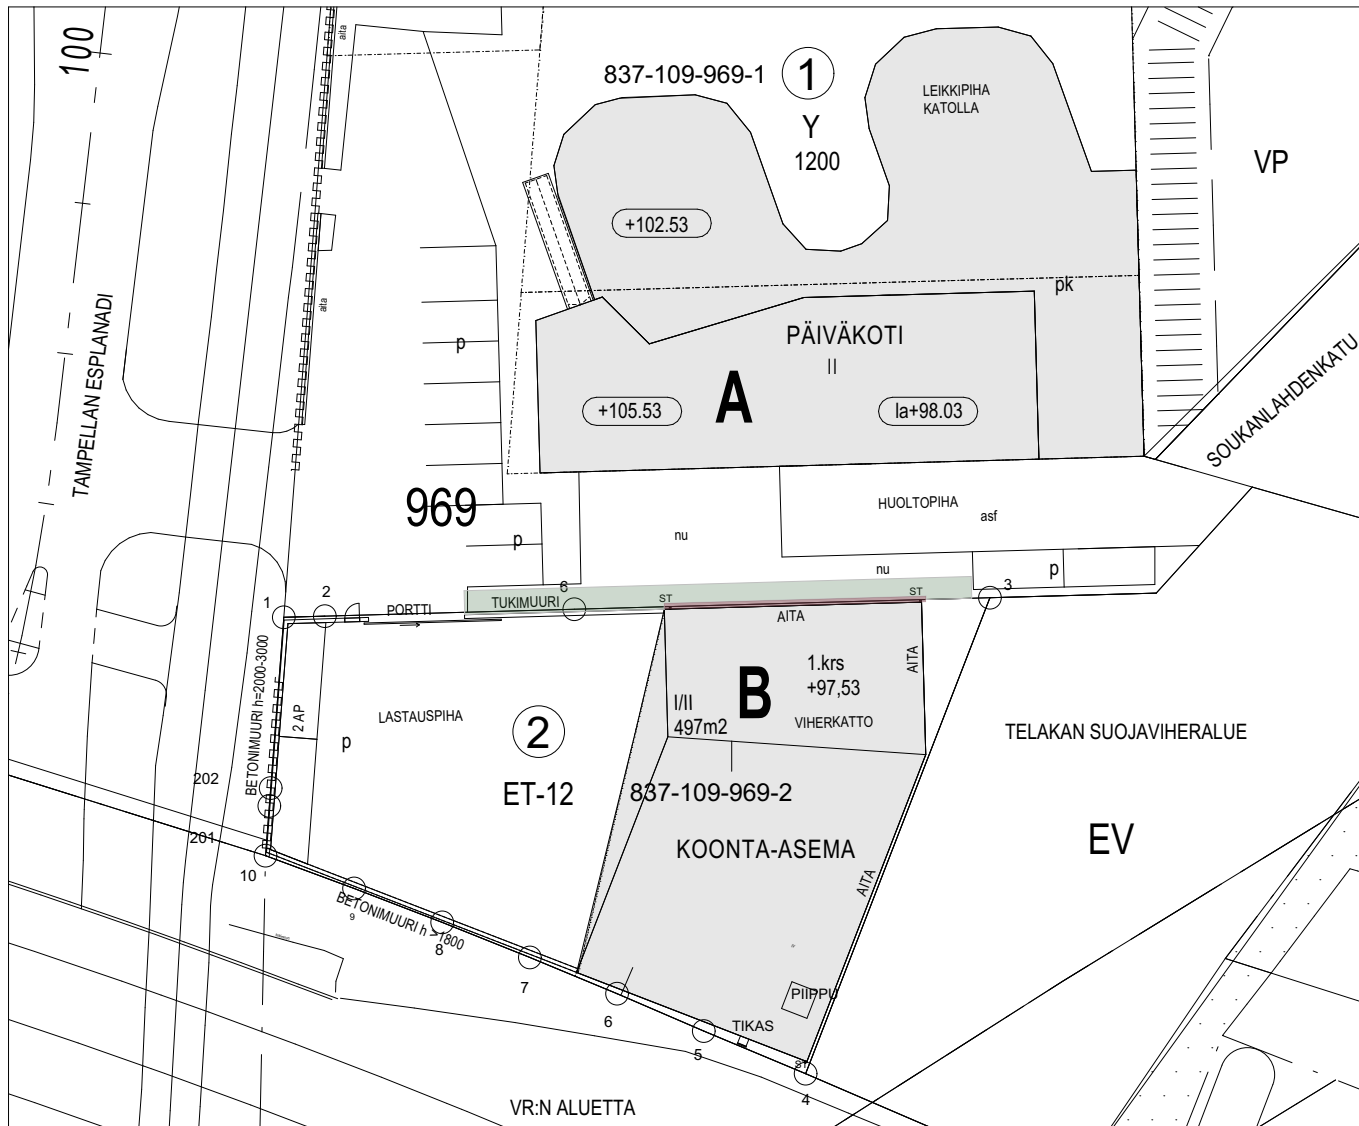 100
aita
837-109-969-1
1
Y
1200
LEIKKIPIHA
KATOLLA
VP
+102.53
pk
aita
TAMPELLAN ESPLANADI
p
PÄIVÄKOTI
II
A
+105.53
la+98.03
SOUKANLAHDENKATU
969
HUOLTOPIHA
asf
nu
p
nu
p
1
2
PORTTI
TUKIMUURI
6
ST
ST
3
AITA
BETONIMUURI h=2000-3000
2 AP
LASTAUSPIHA
p
2
ET-12
I/II
497m2
B
1.krs
+97,53
VIHERKATTO
AITA
TELAKAN SUOJAVIHERALUE
EV
202
201
837-109-969-2
KOONTA-ASEMA
AITA
10
9
BETONIMUURI h =1800
8
7
6
PIIPPU
TIKAS
5
ST
4
VR:N ALUETTA